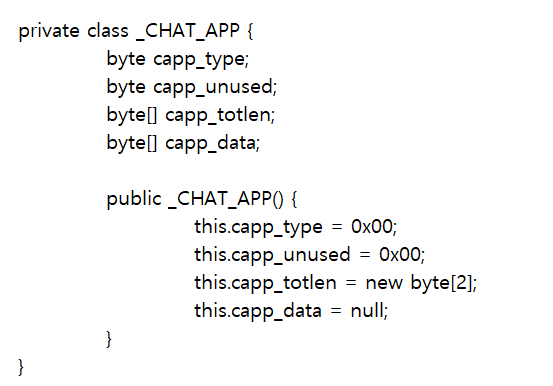 private class _CHAT_APP {
byte capp_type;
byte capp_unused;
byte[] capp_totlen;
byte[] capp_data;
public _CHAT_APP() {
this.capp_type = 0x00;
this.capp_unused = 0x00;
this.capp_totlen = new byte[2];
this.capp_data = null;
}
}